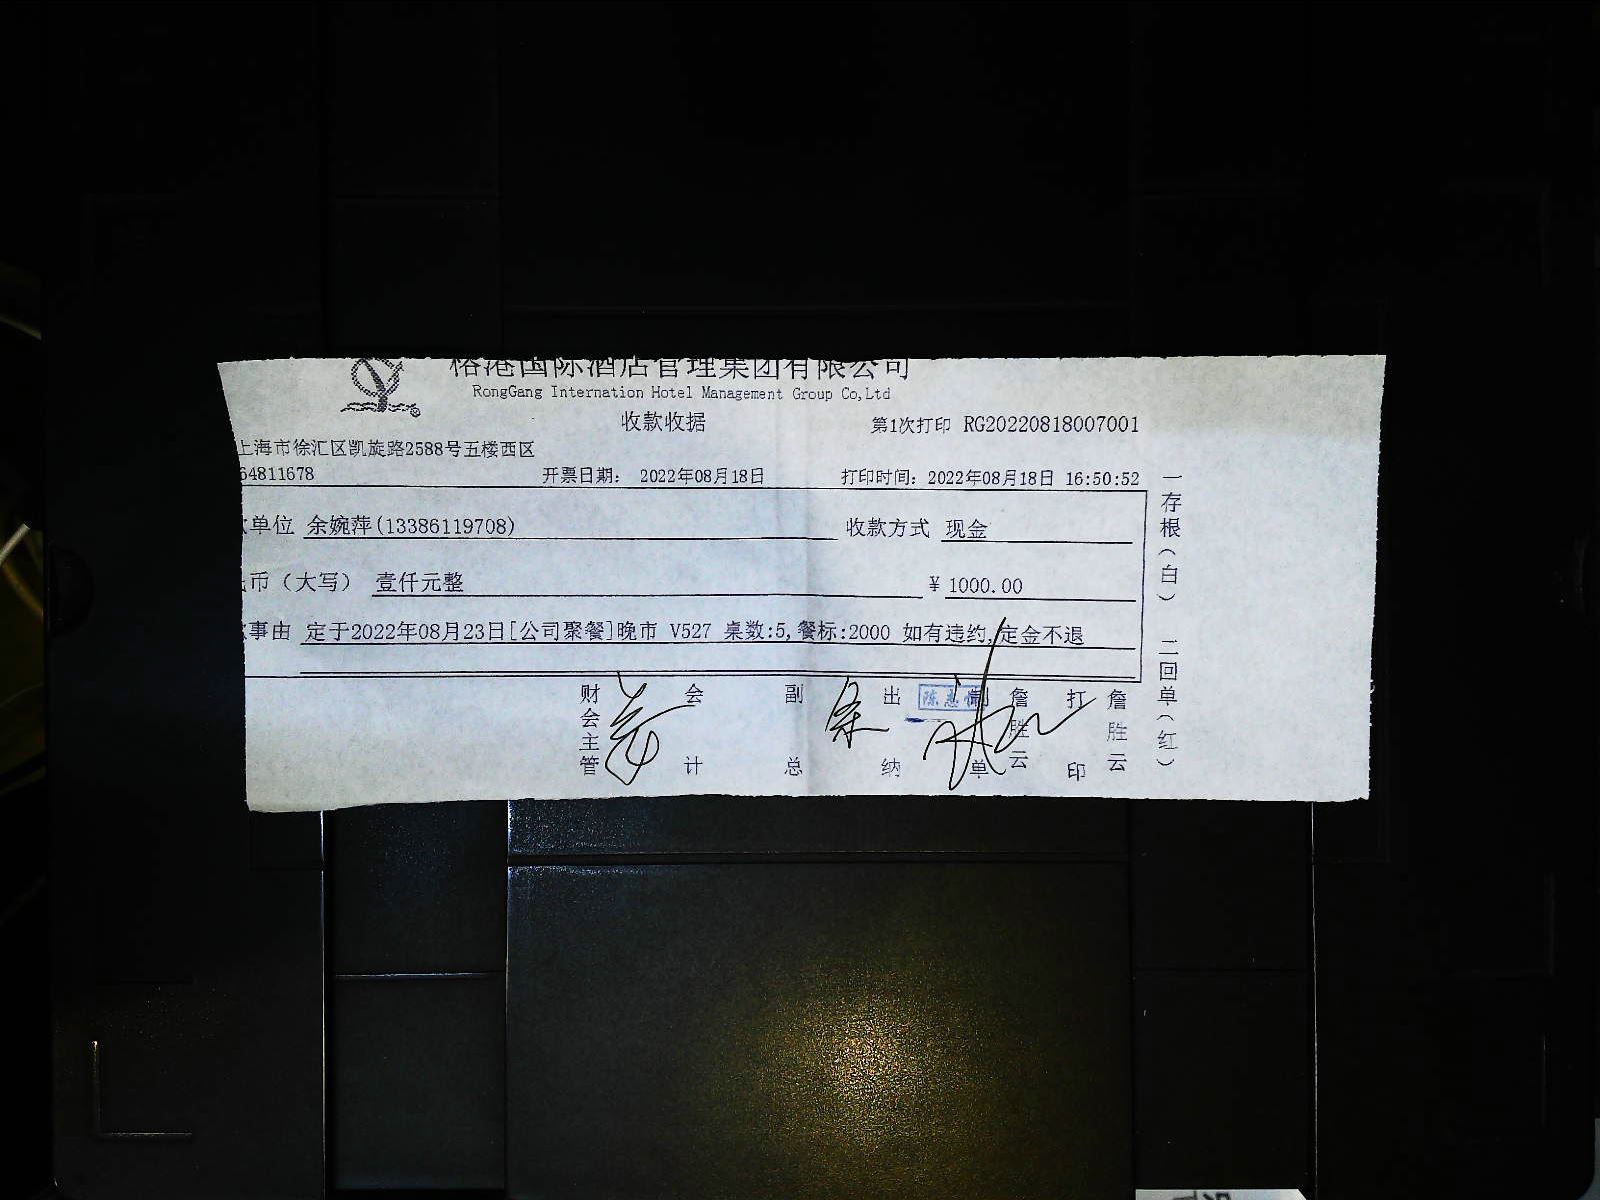 榕港国际酒店管理集团有限公司
RongGang Internation Hotel Management Group Co,Ltd
收款收据
第1次打印 RG20220818007001
上海市徐汇区凯旋路2588号五楼西区
64811678 开票日期: 2022年08月18日 打印时间: 2022年08月18日 16:50:52
单位 余婉萍(13386119708) 收款方式 现金
币（大写） 壹仟元整 ¥ 1000.00
事由 定于2022年08月23日[公司聚餐]晚市 V527 桌数:5,餐标:2000 如有违约,定金不退
财会主管 会计 副总 出纳 制单 詹胜云 打印 詹胜云
一存根（白） 二回单（红）